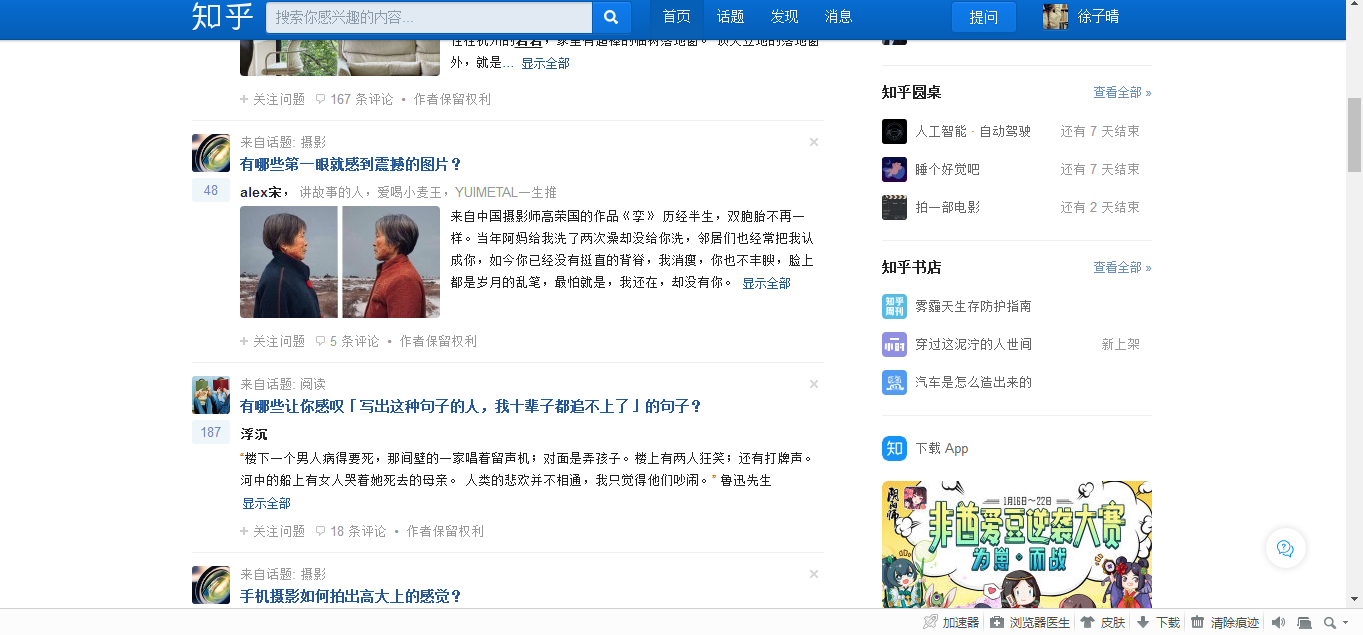 知乎
搜索你感兴趣的内容...
首页
话题
发现
消息
提问
徐子晴
外，就是... 显示全部
+ 关注问题 167 条评论 • 作者保留权利
来自话题: 摄影
×
有哪些第一眼就感到震撼的图片？
48
alex宋， 讲故事的人，爱喝小麦王，YUIMETAL一生推
来自中国摄影师高荣国的作品《孪》 历经半生，双胞胎不再一
样。当年阿妈给我洗了两次澡却没给你洗，邻居们也经常把我认
成你，如今你已经没有挺直的背脊，我消瘦，你也不丰腴，脸上
都是岁月的乱笔，最怕就是，我还在，却没有你。 显示全部
+ 关注问题 5 条评论 • 作者保留权利
来自话题: 阅读
×
有哪些让你感叹「写出这种句子的人，我十辈子都追不上了」的句子？
187
浮沉
“楼下一个男人病得要死，那间壁的一家唱着留声机；对面是弄孩子。楼上有两人狂笑；还有打牌声。
河中的船上有女人哭着她死去的母亲。 人类的悲欢并不相通，我只觉得他们吵闹。” 鲁迅先生
显示全部
+ 关注问题 18 条评论 • 作者保留权利
来自话题: 摄影
×
手机摄影如何拍出高大上的感觉？
知乎圆桌
查看全部 »
人工智能 · 自动驾驶
还有 7 天结束
睡个好觉吧
还有 7 天结束
拍一部电影
还有 2 天结束
知乎书店
查看全部 »
知乎
周刊
雾霾天生存防护指南
穿过这泥泞的人世间
新上架
汽车是怎么造出来的
知
下载 App
阴阳师
1月16日～22日
非酋爱豆逆袭大赛
为崽·而战
加速器
浏览器医生
皮肤
下载
清除痕迹